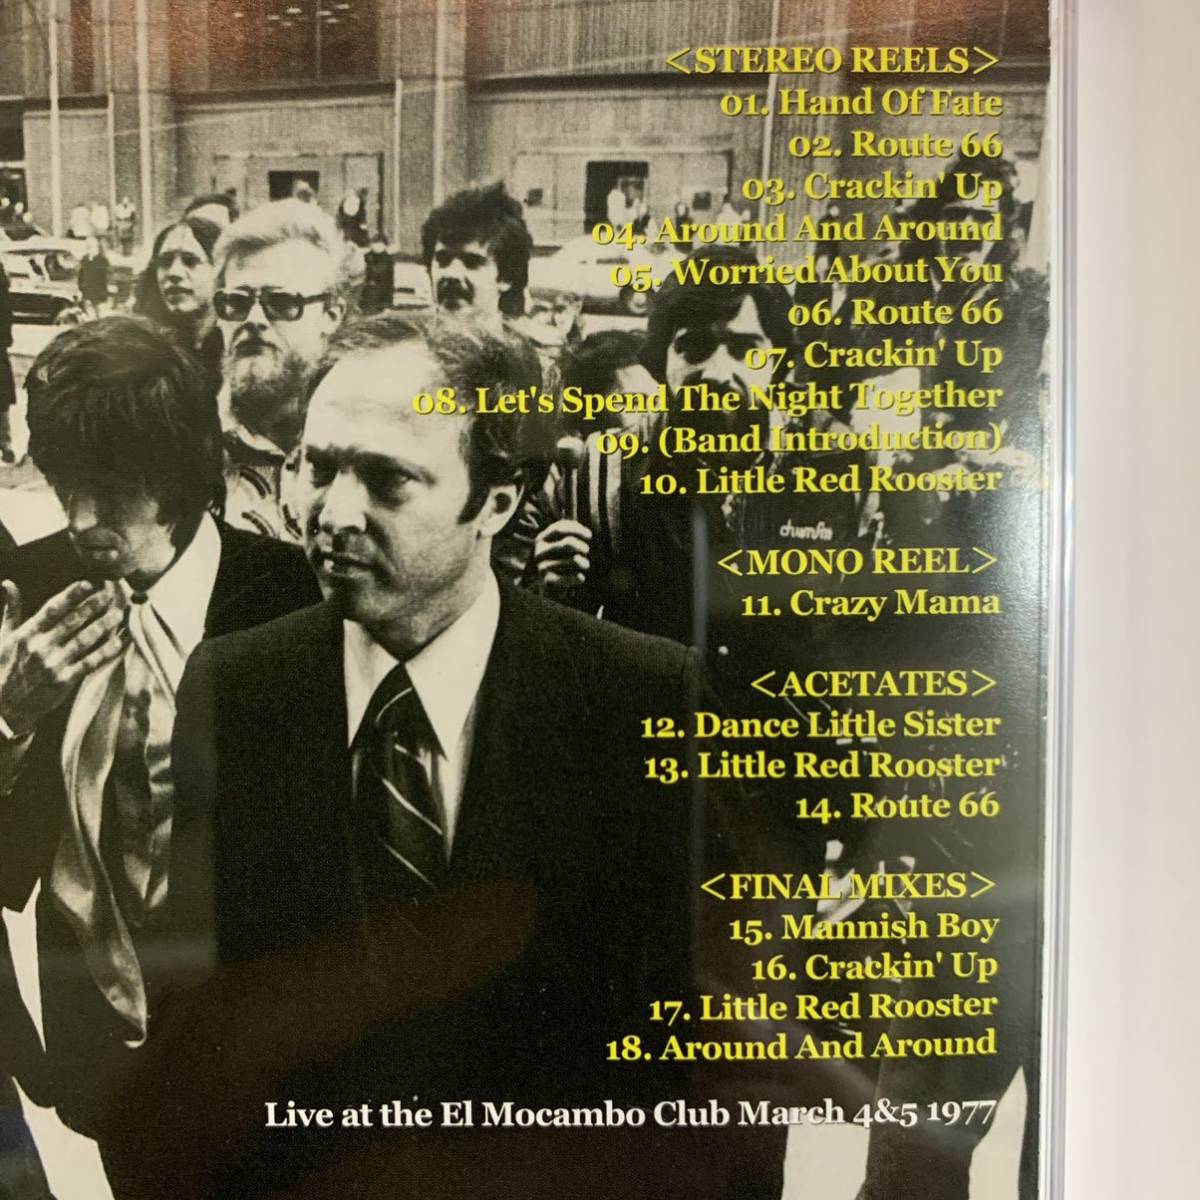 <STEREO REELS>
01. Hand Of Fate
02. Route 66
03. Crackin' Up
04. Around And Around
05. Worried About You
06. Route 66
07. Crackin' Up
08. Let's Spend The Night Together
09. (Band Introduction)
10. Little Red Rooster
chumfm
<MONO REEL>
11. Crazy Mama
<ACETATES>
12. Dance Little Sister
13. Little Red Rooster
14. Route 66
<FINAL MIXES>
15. Mannish Boy
16. Crackin' Up
17. Little Red Rooster
18. Around And Around
Live at the El Mocambo Club March 4&5 1977